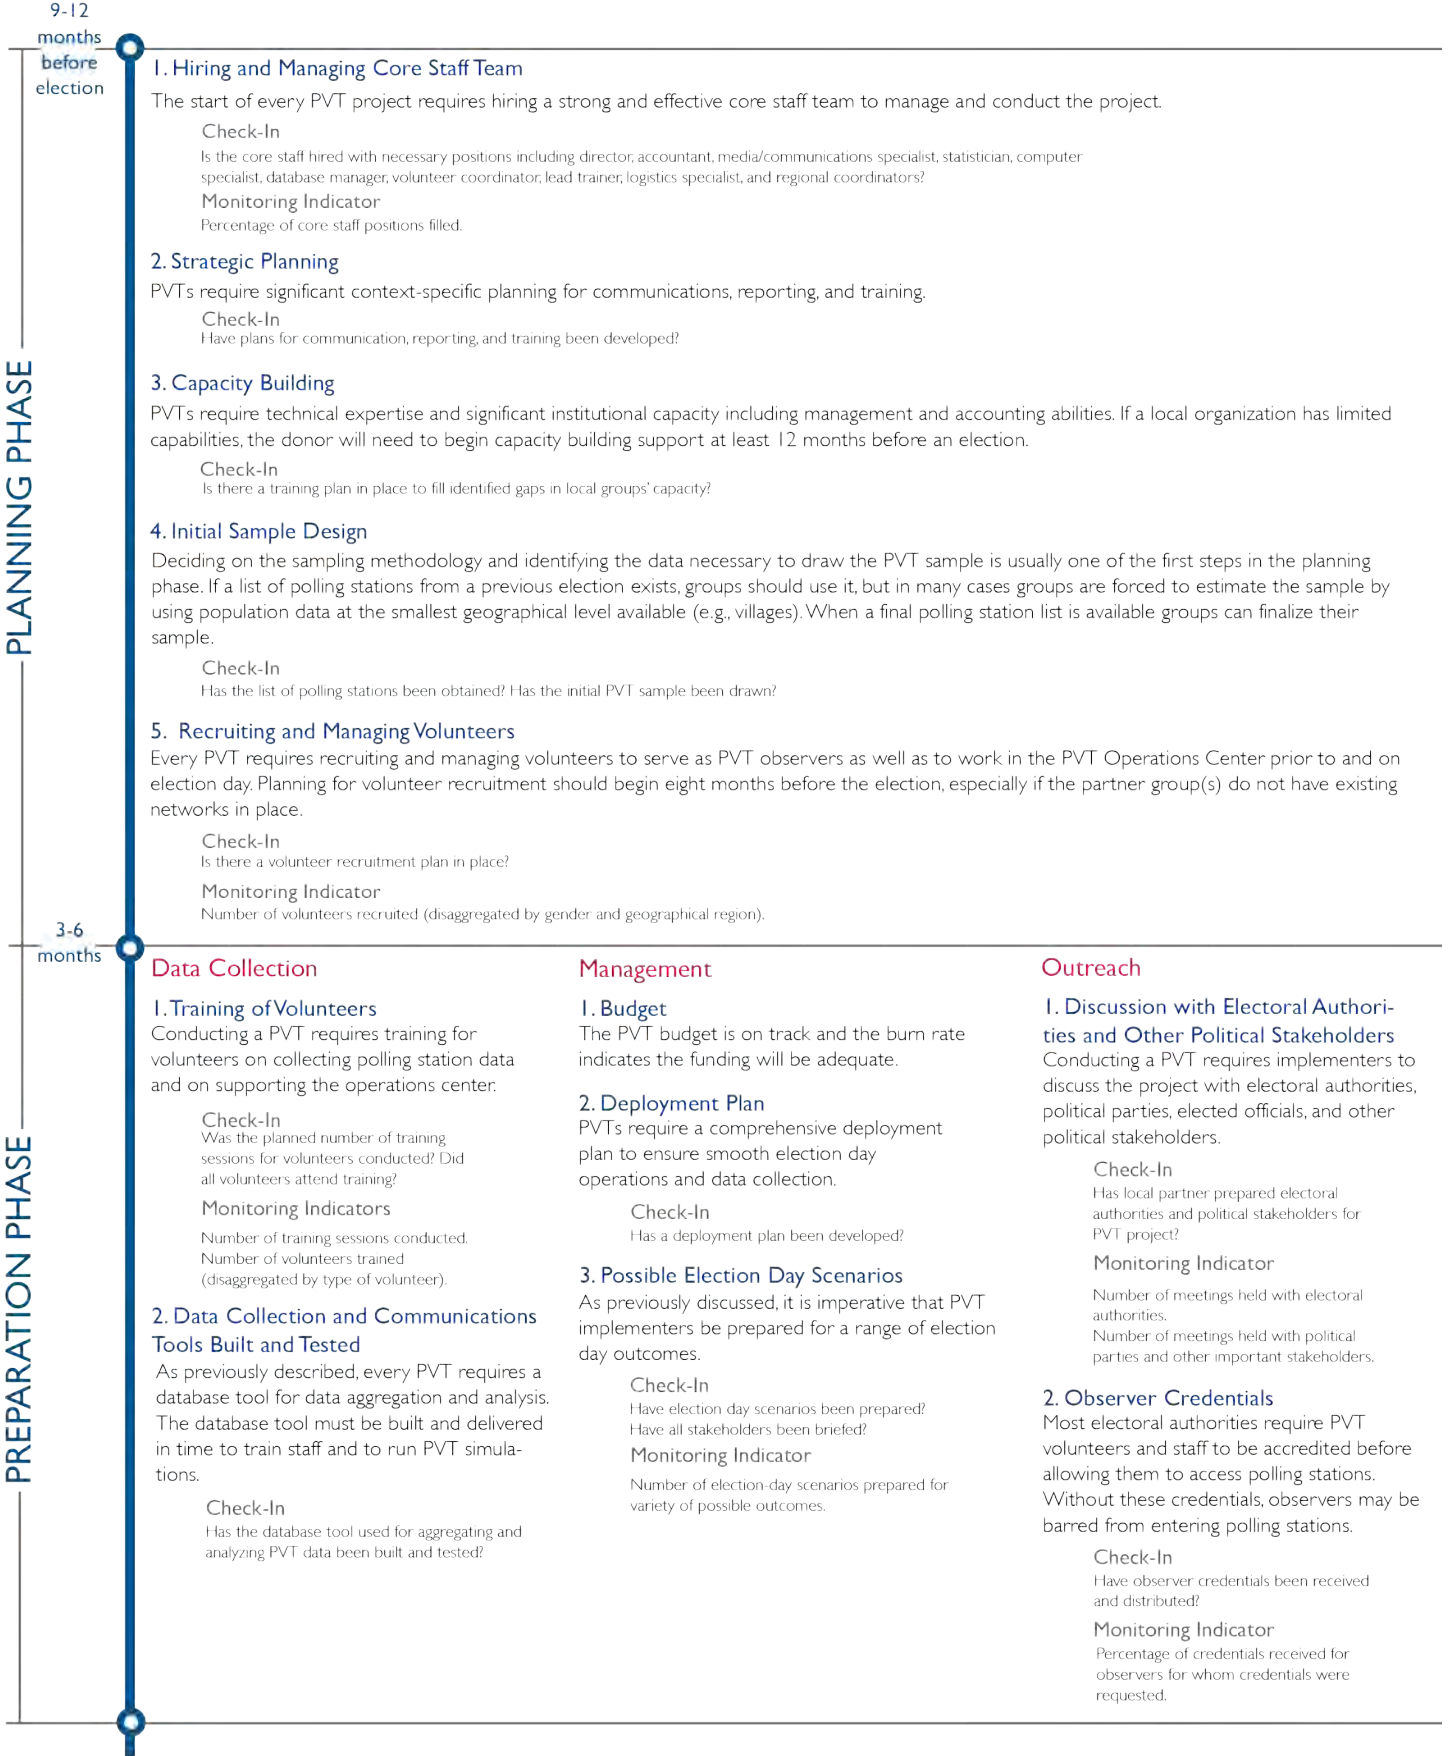 9-12
months
before
election
PLANNING PHASE
1. Hiring and Managing Core Staff Team
The start of every PVT project requires hiring a strong and effective core staff team to manage and conduct the project.
Check-In
Is the core staff hired with necessary positions including director, accountant, media/communications specialist, statistician, computer
specialist, database manager, volunteer coordinator, lead trainer, logistics specialist, and regional coordinators?
Monitoring Indicator
Percentage of core staff positions filled.
2. Strategic Planning
PVTs require significant context-specific planning for communications, reporting, and training.
Check-In
Have plans for communication, reporting, and training been developed?
3. Capacity Building
PVTs require technical expertise and significant institutional capacity including management and accounting abilities. If a local organization has limited
capabilities, the donor will need to begin capacity building support at least 12 months before an election.
Check-In
Is there a training plan in place to fill identified gaps in local groups' capacity?
4. Initial Sample Design
Deciding on the sampling methodology and identifying the data necessary to draw the PVT sample is usually one of the first steps in the planning
phase. If a list of polling stations from a previous election exists, groups should use it, but in many cases groups are forced to estimate the sample by
using population data at the smallest geographical level available (e.g., villages). When a final polling station list is available groups can finalize their
sample.
Check-In
Has the list of polling stations been obtained? Has the initial PVT sample been drawn?
5. Recruiting and Managing Volunteers
Every PVT requires recruiting and managing volunteers to serve as PVT observers as well as to work in the PVT Operations Center prior to and on
election day. Planning for volunteer recruitment should begin eight months before the election, especially if the partner group(s) do not have existing
networks in place.
Check-In
Is there a volunteer recruitment plan in place?
Monitoring Indicator
Number of volunteers recruited (disaggregated by gender and geographical region).
3-6
months
PREPARATION PHASE
Data Collection
1. Training of Volunteers
Conducting a PVT requires training for
volunteers on collecting polling station data
and on supporting the operations center.
Check-In
Was the planned number of training
sessions for volunteers conducted? Did
all volunteers attend training?
Monitoring Indicators
Number of training sessions conducted.
Number of volunteers trained
(disaggregated by type of volunteer).
2. Data Collection and Communications
Tools Built and Tested
As previously described, every PVT requires a
database tool for data aggregation and analysis.
The database tool must be built and delivered
in time to train staff and to run PVT simula-
tions.
Check-In
Has the database tool used for aggregating and
analyzing PVT data been built and tested?
Management
1. Budget
The PVT budget is on track and the burn rate
indicates the funding will be adequate.
2. Deployment Plan
PVTs require a comprehensive deployment
plan to ensure smooth election day
operations and data collection.
Check-In
Has a deployment plan been developed?
3. Possible Election Day Scenarios
As previously discussed, it is imperative that PVT
implementers be prepared for a range of election
day outcomes.
Check-In
Have election day scenarios been prepared?
Have all stakeholders been briefed?
Monitoring Indicator
Number of election-day scenarios prepared for
variety of possible outcomes.
Outreach
1. Discussion with Electoral Authori-
ties and Other Political Stakeholders
Conducting a PVT requires implementers to
discuss the project with electoral authorities,
political parties, elected officials, and other
political stakeholders.
Check-In
Has local partner prepared electoral
authorities and political stakeholders for
PVT project?
Monitoring Indicator
Number of meetings held with electoral
authorities.
Number of meetings held with political
parties and other important stakeholders.
2. Observer Credentials
Most electoral authorities require PVT
volunteers and staff to be accredited before
allowing them to access polling stations.
Without these credentials, observers may be
barred from entering polling stations.
Check-In
Have observer credentials been received
and distributed?
Monitoring Indicator
Percentage of credentials received for
observers for whom credentials were
requested.